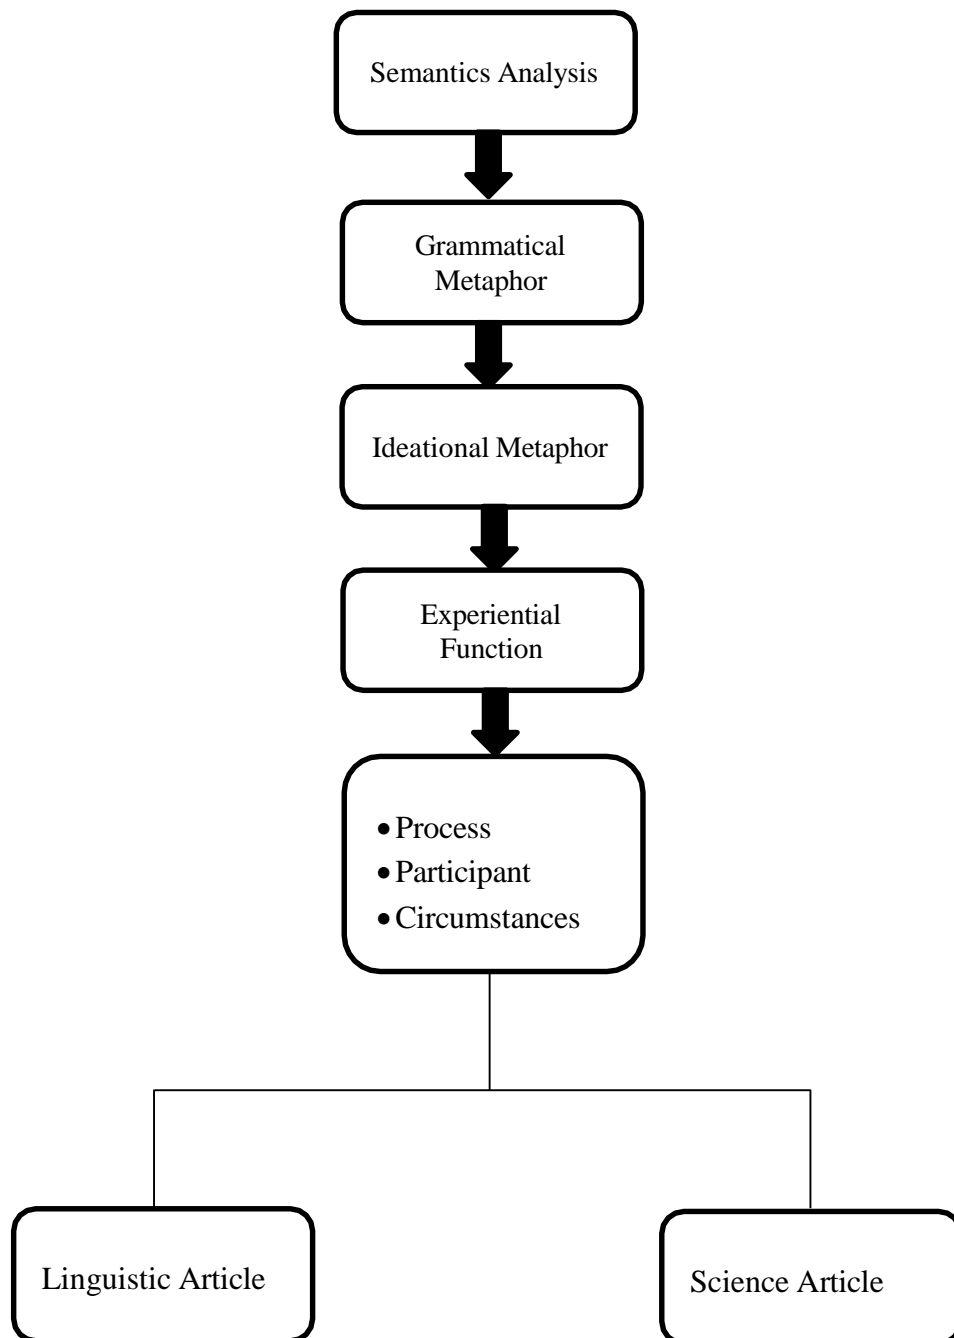 Semantics Analysis
Grammatical
Metaphor
Ideational Metaphor
Experiential
Function
• Process
• Participant
• Circumstances
Linguistic Article
Science Article